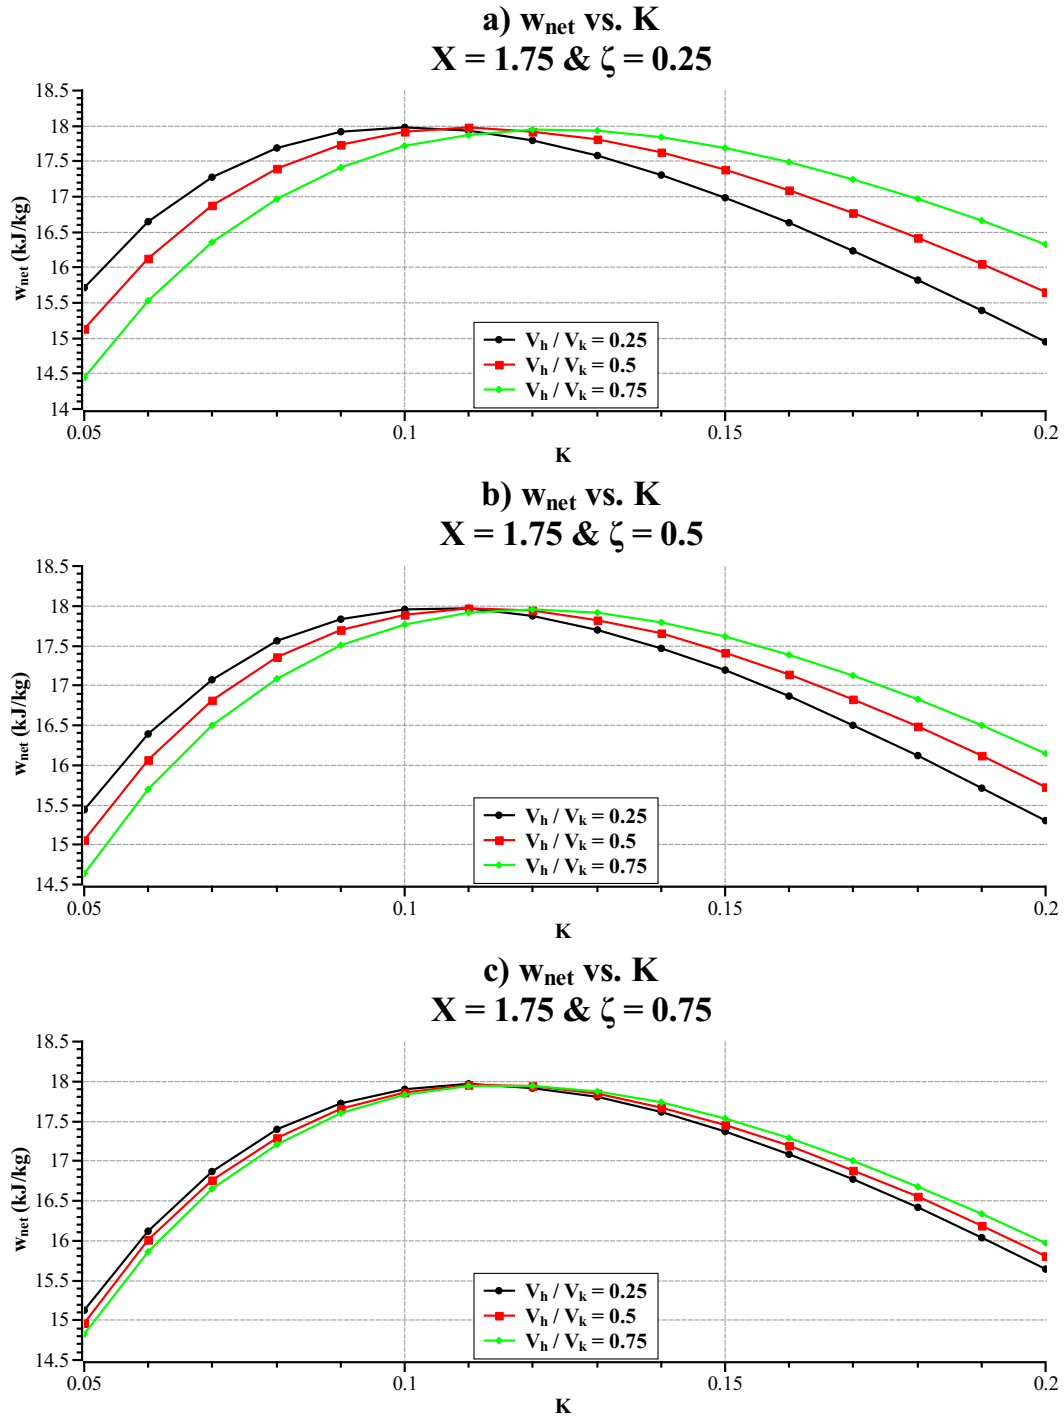 a) wnet vs. K
X = 1.75 & ζ = 0.25
18.5
18
17.5
17
16.5
16
15.5
15
14.5
14
wnet (kJ/kg)
Vh / Vk = 0.25
Vh / Vk = 0.5
Vh / Vk = 0.75
0.05 0.1 0.15 0.2
K
b) wnet vs. K
X = 1.75 & ζ = 0.5
18.5
18
17.5
17
16.5
16
15.5
15
14.5
wnet (kJ/kg)
Vh / Vk = 0.25
Vh / Vk = 0.5
Vh / Vk = 0.75
0.05 0.1 0.15 0.2
K
c) wnet vs. K
X = 1.75 & ζ = 0.75
18.5
18
17.5
17
16.5
16
15.5
15
14.5
wnet (kJ/kg)
Vh / Vk = 0.25
Vh / Vk = 0.5
Vh / Vk = 0.75
0.05 0.1 0.15 0.2
K